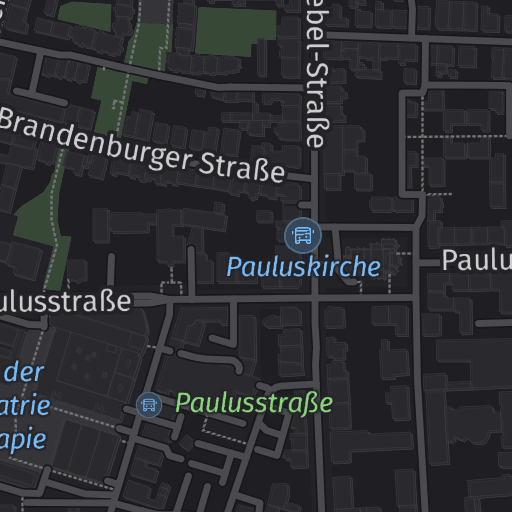 ebel-Straße
Brandenburger Straße
Pauluskirche
Paulu
ulusstraße
der
atrie
apie
Paulusstraße